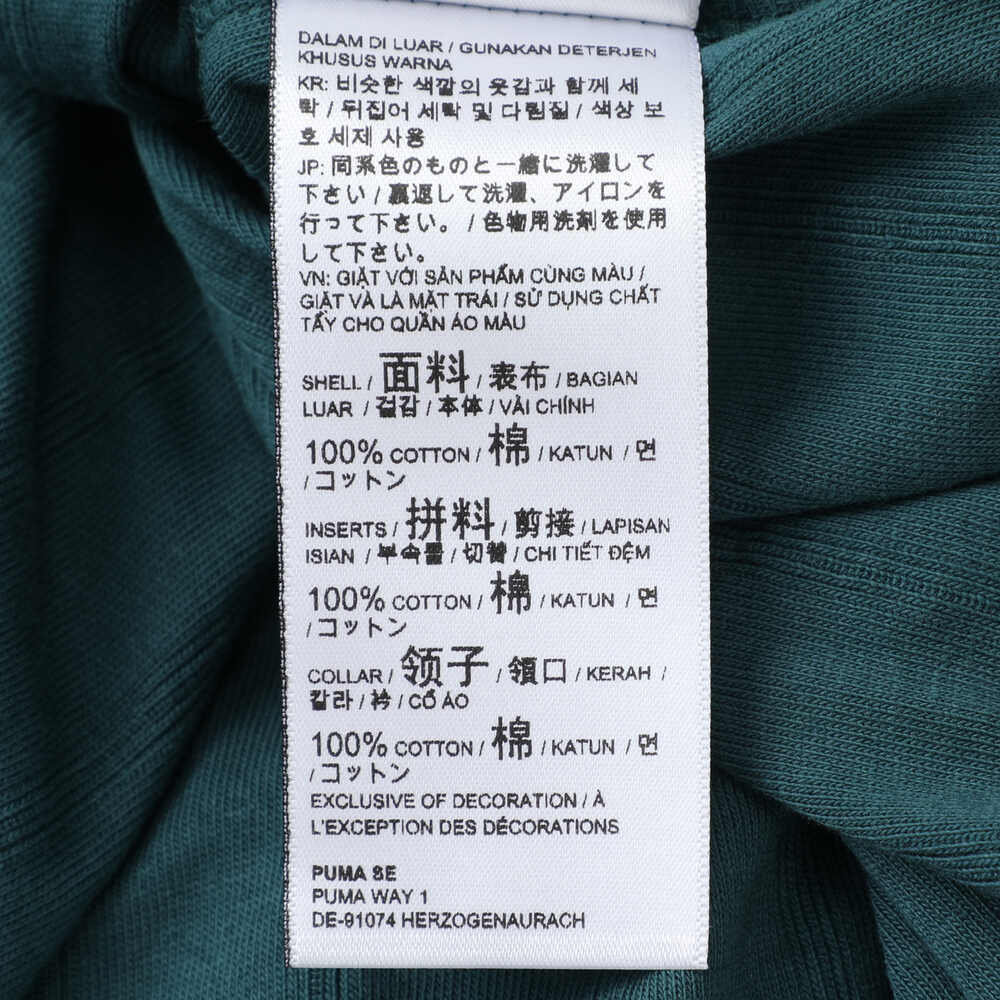 DALAM DI LUAR / GUNAKAN DETERJEN
KHUSUS WARNA
KR: 비슷한 색깔의 옷감과 함께 세
탁 / 뒤집어 세탁 및 다림질 / 색상 보
호 세제 사용
JP: 同系色のものと一緒に洗濯して
下さい / 裏返して洗濯、アイロンを
行って下さい。 / 色物用洗剤を使用
して下さい。
VN: GIẶT VỚI SẢN PHẨM CÙNG MÀU /
GIẶT VÀ LÀ MẶT TRÁI / SỬ DỤNG CHẤT
TẨY CHO QUẦN ÁO MÀU
SHELL / 面料 / 表布 / BAGIAN
LUAR / 겉감 / 本体 / VẢI CHÍNH
100% COTTON / 棉 / KATUN / 면
/ コットン
INSERTS / 拼料 / 剪接 / LAPISAN
ISIAN / 부속물 / 切替 / CHI TIẾT ĐỆM
100% COTTON / 棉 / KATUN / 면
/ コットン
COLLAR / 领子 / 領口 / KERAH /
칼라 / 衿 / CỔ ÁO
100% COTTON / 棉 / KATUN / 면
/ コットン
EXCLUSIVE OF DECORATION / À
L'EXCEPTION DES DÉCORATIONS
PUMA SE
PUMA WAY 1
DE-91074 HERZOGENAURACH